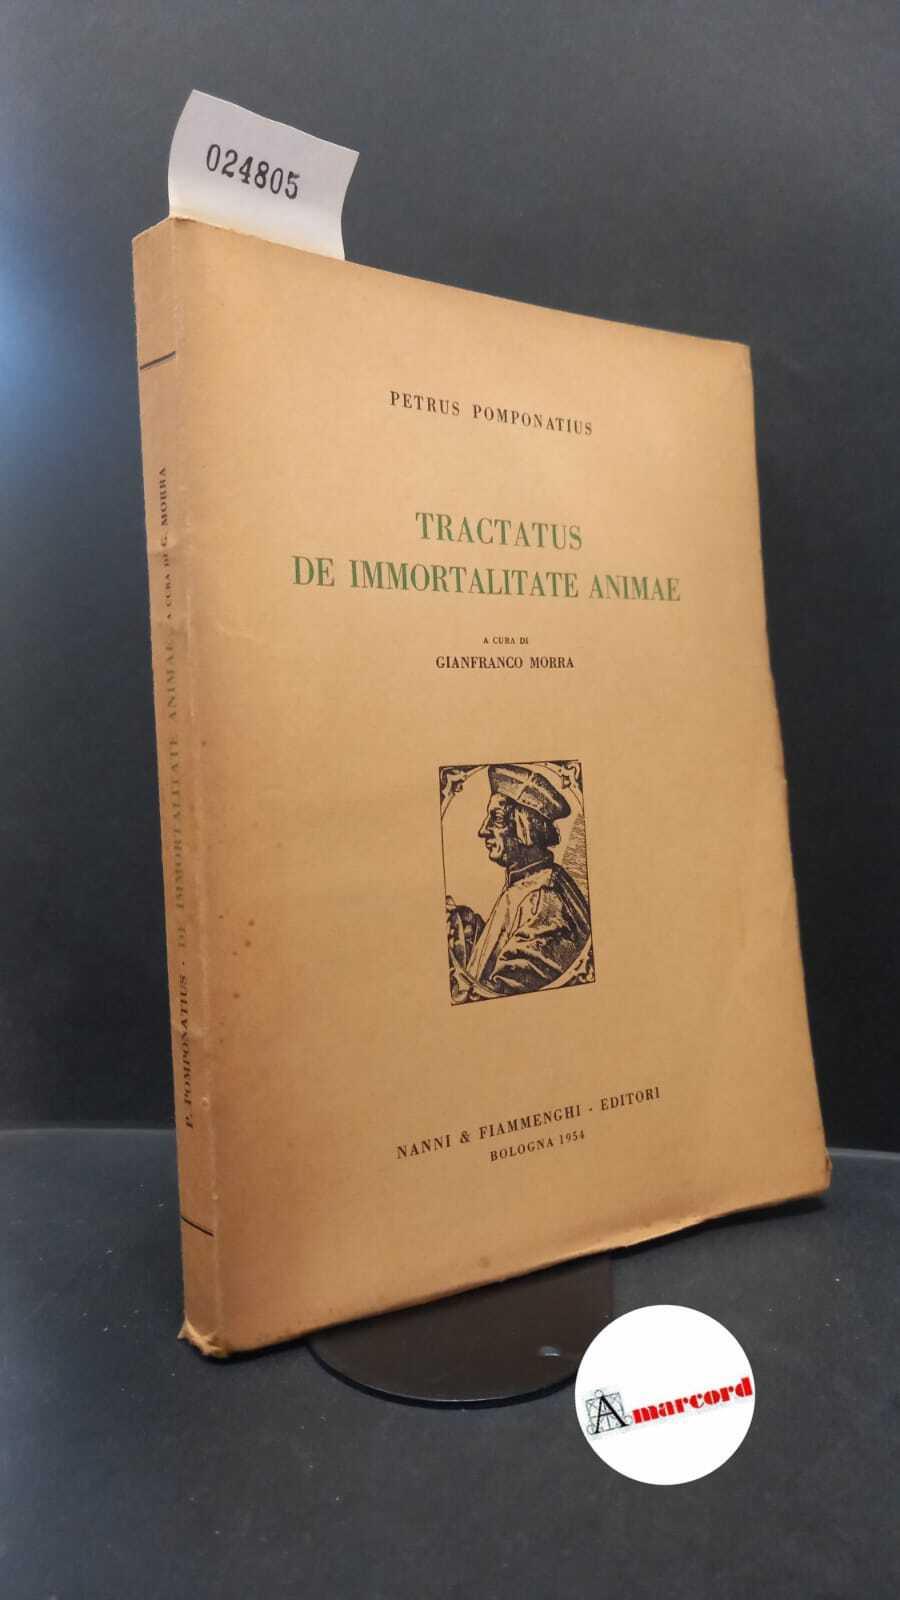 024805
PETRUS POMPONATIUS
TRACTATUS
DE IMMORTALITATE ANIMAE
A CURA DI
GIANFRANCO MORRA
NANNI & FIAMMENGHI - EDITORI
BOLOGNA 1954
P. POMPONATIUS - DE IMMORTALITATE ANIMAE A CURA DI G. MORRA
Amarcord